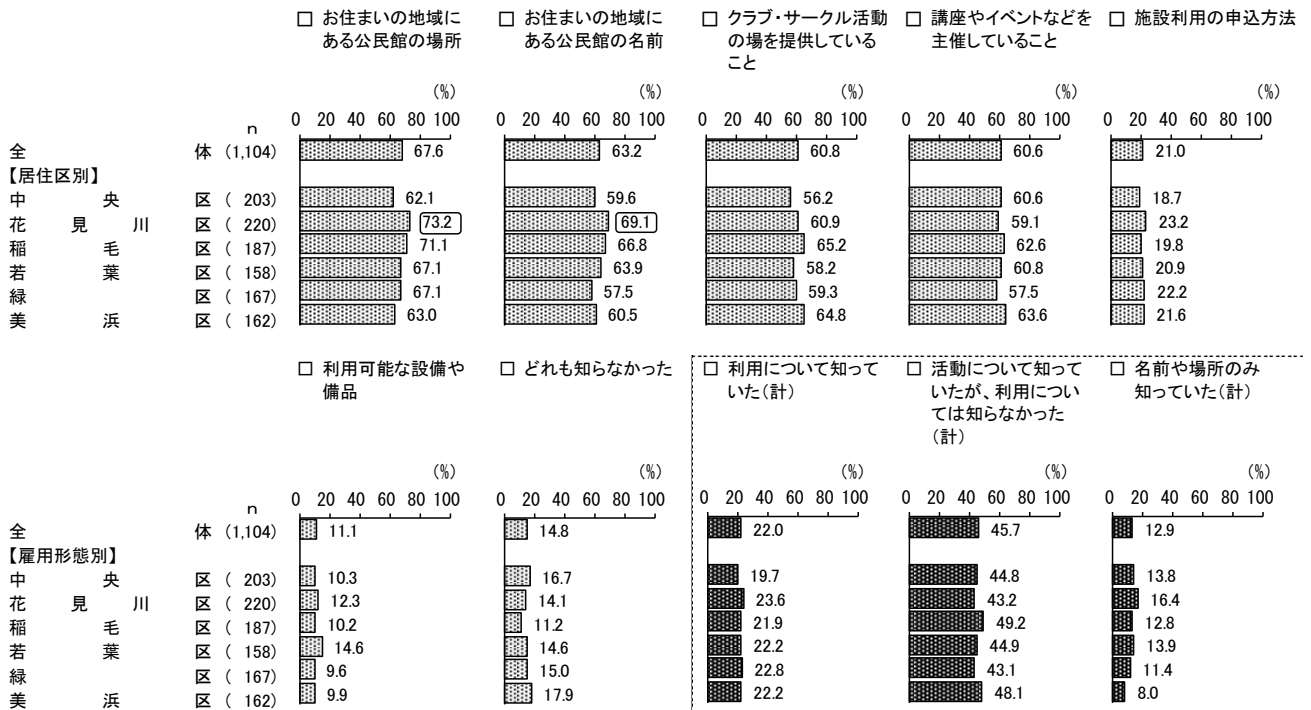 □ お住まいの地域に
ある公民館の場所
□ お住まいの地域に
ある公民館の名前
□ クラブ・サークル活動
の場を提供している
こと
□ 講座やイベントなどを
主催していること
□ 施設利用の申込方法
(%) (%) (%) (%) (%)
n 0 20 40 60 80 100 0 20 40 60 80 100 0 20 40 60 80 100 0 20 40 60 80 100 0 20 40 60 80 100
全体 (1,104) 67.6 63.2 60.8 60.6 21.0
【居住区別】
中央区 ( 203) 62.1 59.6 56.2 60.6 18.7
花見川区 ( 220) 73.2 69.1 60.9 59.1 23.2
稲毛区 ( 187) 71.1 66.8 65.2 62.6 19.8
若葉区 ( 158) 67.1 63.9 58.2 60.8 20.9
緑区 ( 167) 67.1 57.5 59.3 57.5 22.2
美浜区 ( 162) 63.0 60.5 64.8 63.6 21.6
□ 利用可能な設備や
備品
□ どれも知らなかった
□ 利用について知って
いた(計)
□ 活動について知って
いたが、利用につい
ては知らなかった
(計)
□ 名前や場所のみ
知っていた(計)
(%) (%) (%) (%) (%)
n 0 20 40 60 80 100 0 20 40 60 80 100 0 20 40 60 80 100 0 20 40 60 80 100 0 20 40 60 80 100
全体 (1,104) 11.1 14.8 22.0 45.7 12.9
【雇用形態別】
中央区 ( 203) 10.3 16.7 19.7 44.8 13.8
花見川区 ( 220) 12.3 14.1 23.6 43.2 16.4
稲毛区 ( 187) 10.2 11.2 21.9 49.2 12.8
若葉区 ( 158) 14.6 14.6 22.2 44.9 13.9
緑区 ( 167) 9.6 15.0 22.8 43.1 11.4
美浜区 ( 162) 9.9 17.9 22.2 48.1 8.0